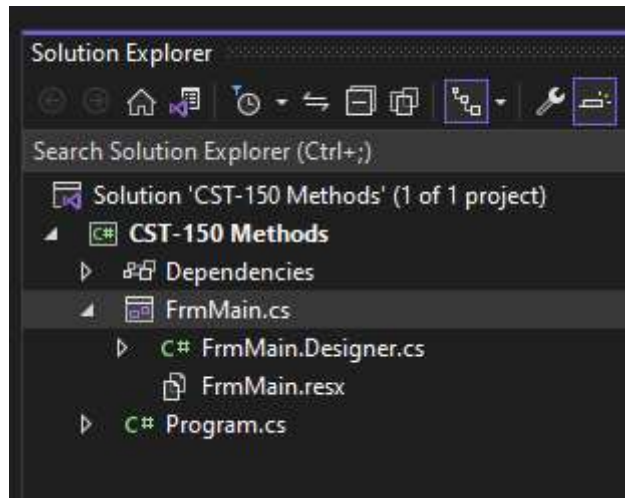 Solution Explorer
Search Solution Explorer (Ctrl+;)
Solution 'CST-150 Methods' (1 of 1 project)
C# CST-150 Methods
Dependencies
FrmMain.cs
C# FrmMain.Designer.cs
FrmMain.resx
C# Program.cs